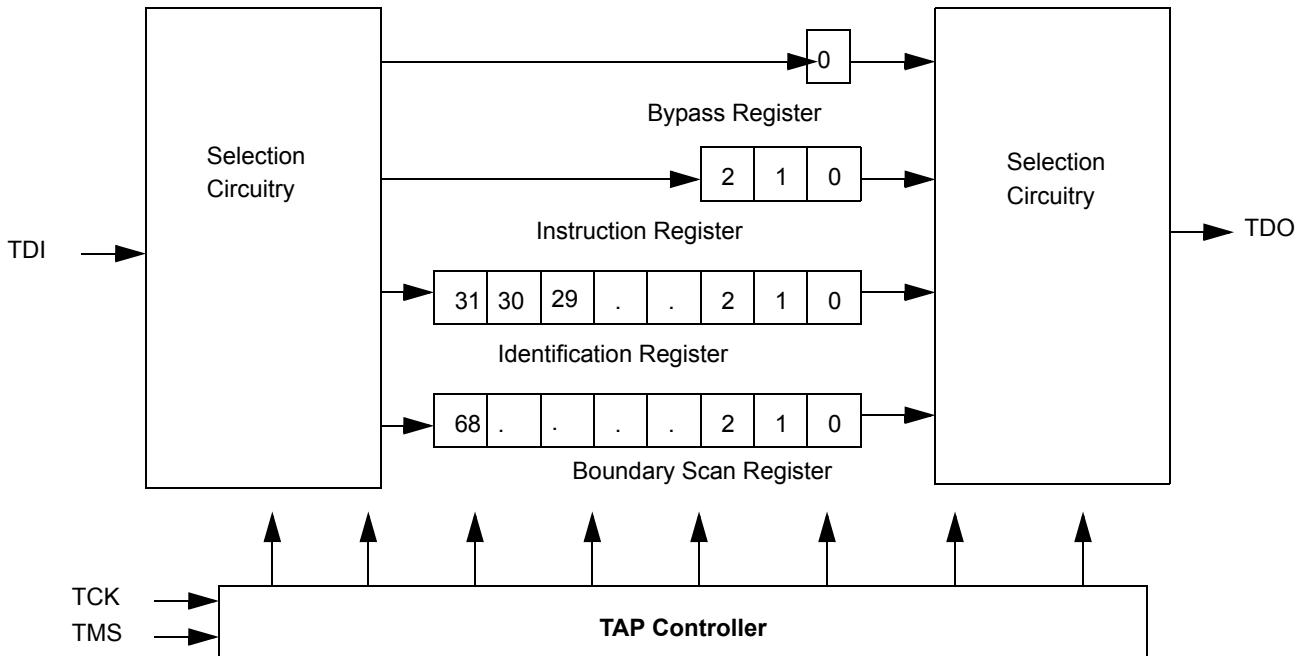 0
Bypass Register
Selection
Circuitry
Selection
Circuitry
2 1 0
Instruction Register
TDI
TDO
31 30 29 . . 2 1 0
Identification Register
68 . . . . 2 1 0
Boundary Scan Register
TCK
TMS
TAP Controller